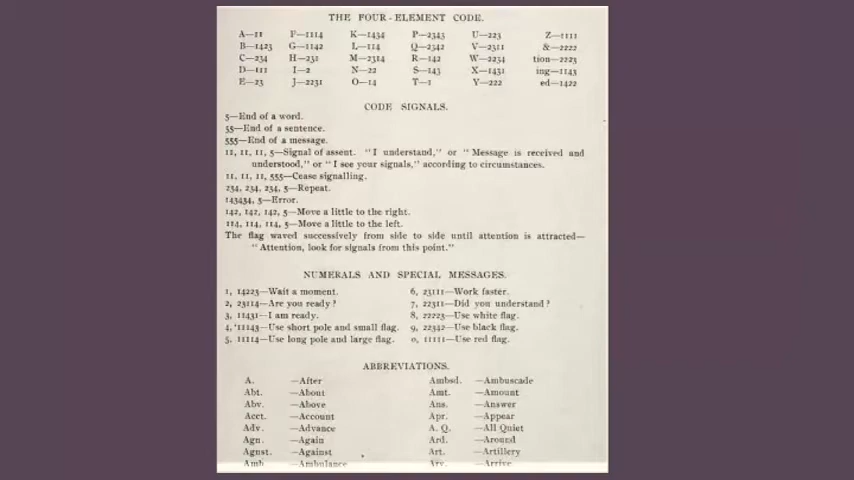 THE FOUR-ELEMENT CODE.
A—11 F—1114 K—1434 P—2343 U—223 Z—1111
B—1423 G—1142 L—114 Q—2342 V—2311 &—2222
C—234 H—231 M—2314 R—142 W—2234 tion—2223
D—111 I—2 N—22 S—143 X—1431 ing—1143
E—23 J—2231 O—14 T—1 Y—222 ed—1422
CODE SIGNALS.
5—End of a word.
55—End of a sentence.
555—End of a message.
11, 11, 11, 5—Signal of assent. "I understand," or "Message is received and
understood," or "I see your signals," according to circumstances.
11, 11, 11, 555—Cease signalling.
234, 234, 234, 5—Repeat.
143434, 5—Error.
142, 142, 142, 5—Move a little to the right.
114, 114, 114, 5—Move a little to the left.
The flag waved successively from side to side until attention is attracted—
"Attention, look for signals from this point."
NUMERALS AND SPECIAL MESSAGES.
1, 14223—Wait a moment. 6, 23111—Work faster.
2, 23114—Are you ready? 7, 22311—Did you understand?
3, 11431—I am ready. 8, 22223—Use white flag.
4, 11143—Use short pole and small flag. 9, 22342—Use black flag.
5, 11114—Use long pole and large flag. 0, 11111—Use red flag.
ABBREVIATIONS.
A. —After Ambsd. —Ambuscade
Abt. —About Amt. —Amount
Abv. —Above Ans. —Answer
Acct. —Account Apr. —Appear
Adv. —Advance A. Q. —All Quiet
Agn. —Again Ard. —Around
Agnst. —Against Art. —Artillery
Amb. —Ambulance Arv. —Arrive